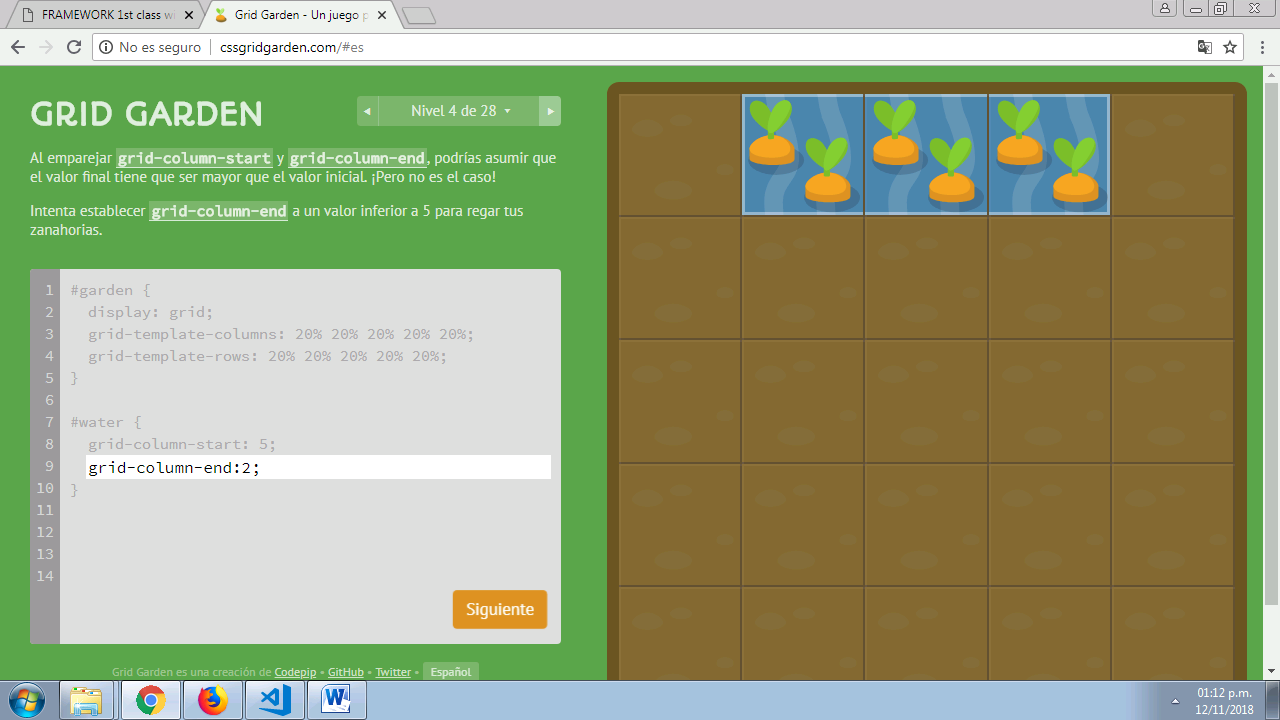 FRAMEWORK 1st class w
Grid Garden - Un juego p
No es seguro
cssgridgarden.com/#es
GRID GARDEN
Nivel 4 de 28
Al emparejar grid-column-start y grid-column-end, podrías asumir que
el valor final tiene que ser mayor que el valor inicial. ¡Pero no es el caso!
Intenta establecer grid-column-end a un valor inferior a 5 para regar tus
zanahorias.
1 #garden {
2 display: grid;
3 grid-template-columns: 20% 20% 20% 20% 20%;
4 grid-template-rows: 20% 20% 20% 20% 20%;
5 }
6
7 #water {
8 grid-column-start: 5;
9 grid-column-end:2;
10 }
11
12
13
14
Siguiente
Grid Garden es una creación de Codepip • GitHub • Twitter • Español
01:12 p.m.
12/11/2018